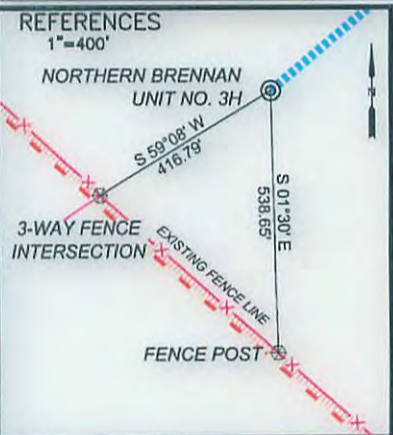 REFERENCES
1"=400'
NORTHERN BRENNAN
UNIT NO. 3H
S 59°08' W
416.79'
S 01°30' E
538.65'
3-WAY FENCE
INTERSECTION
EXISTING FENCE LINE
FENCE POST
N